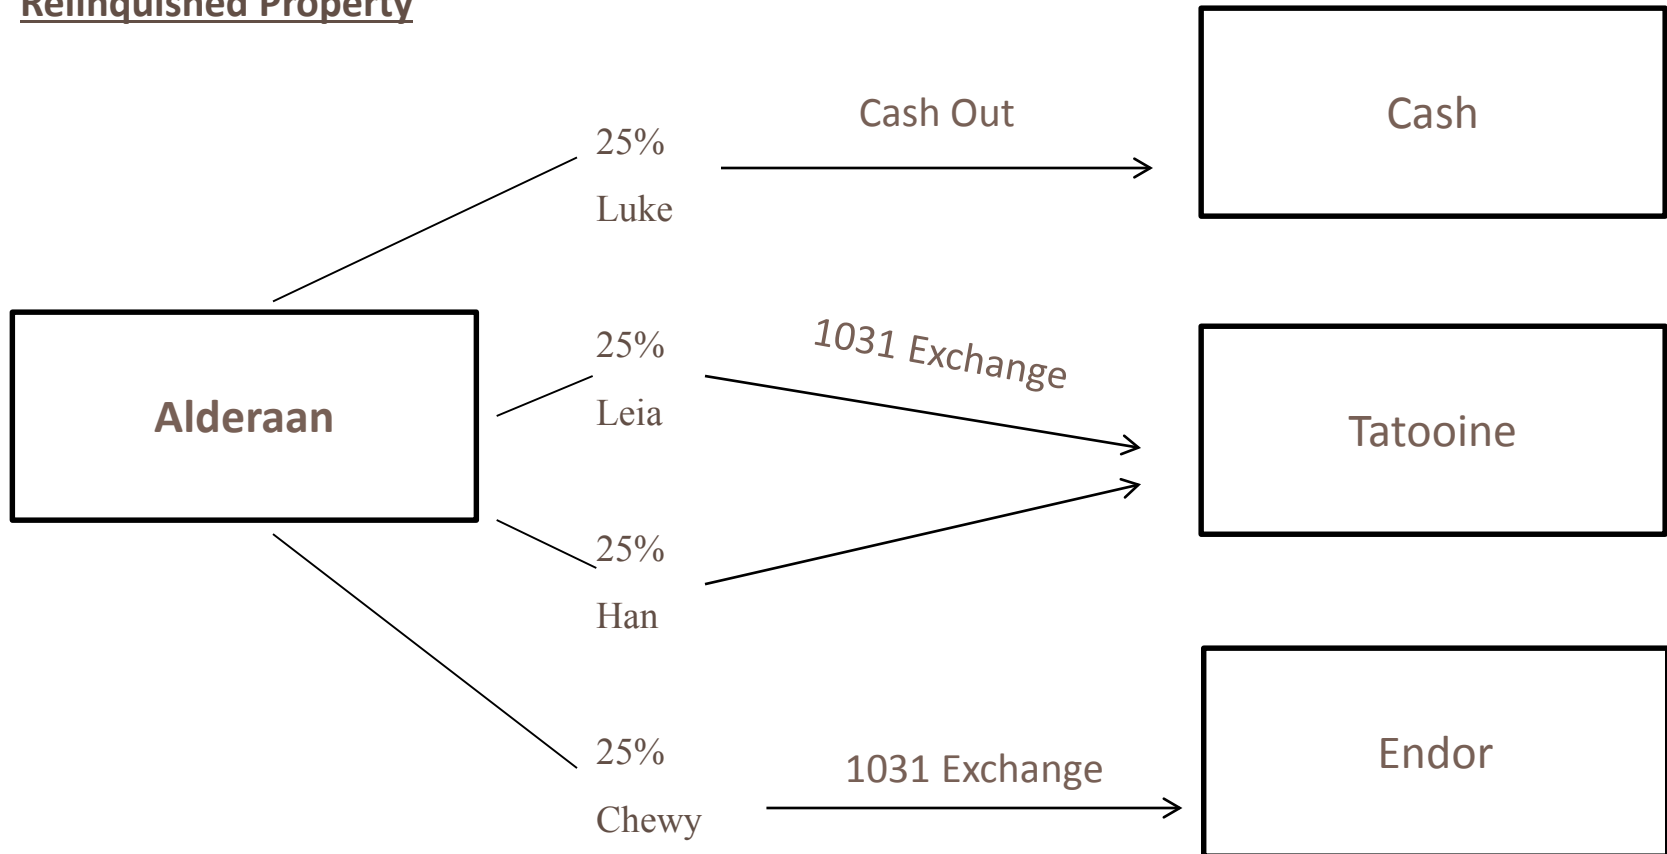 Relinquished Property
Cash Out
Cash
25%
Luke
Alderaan
25%
Leia
1031 Exchange
Tatooine
25%
Han
25%
Chewy
1031 Exchange
Endor